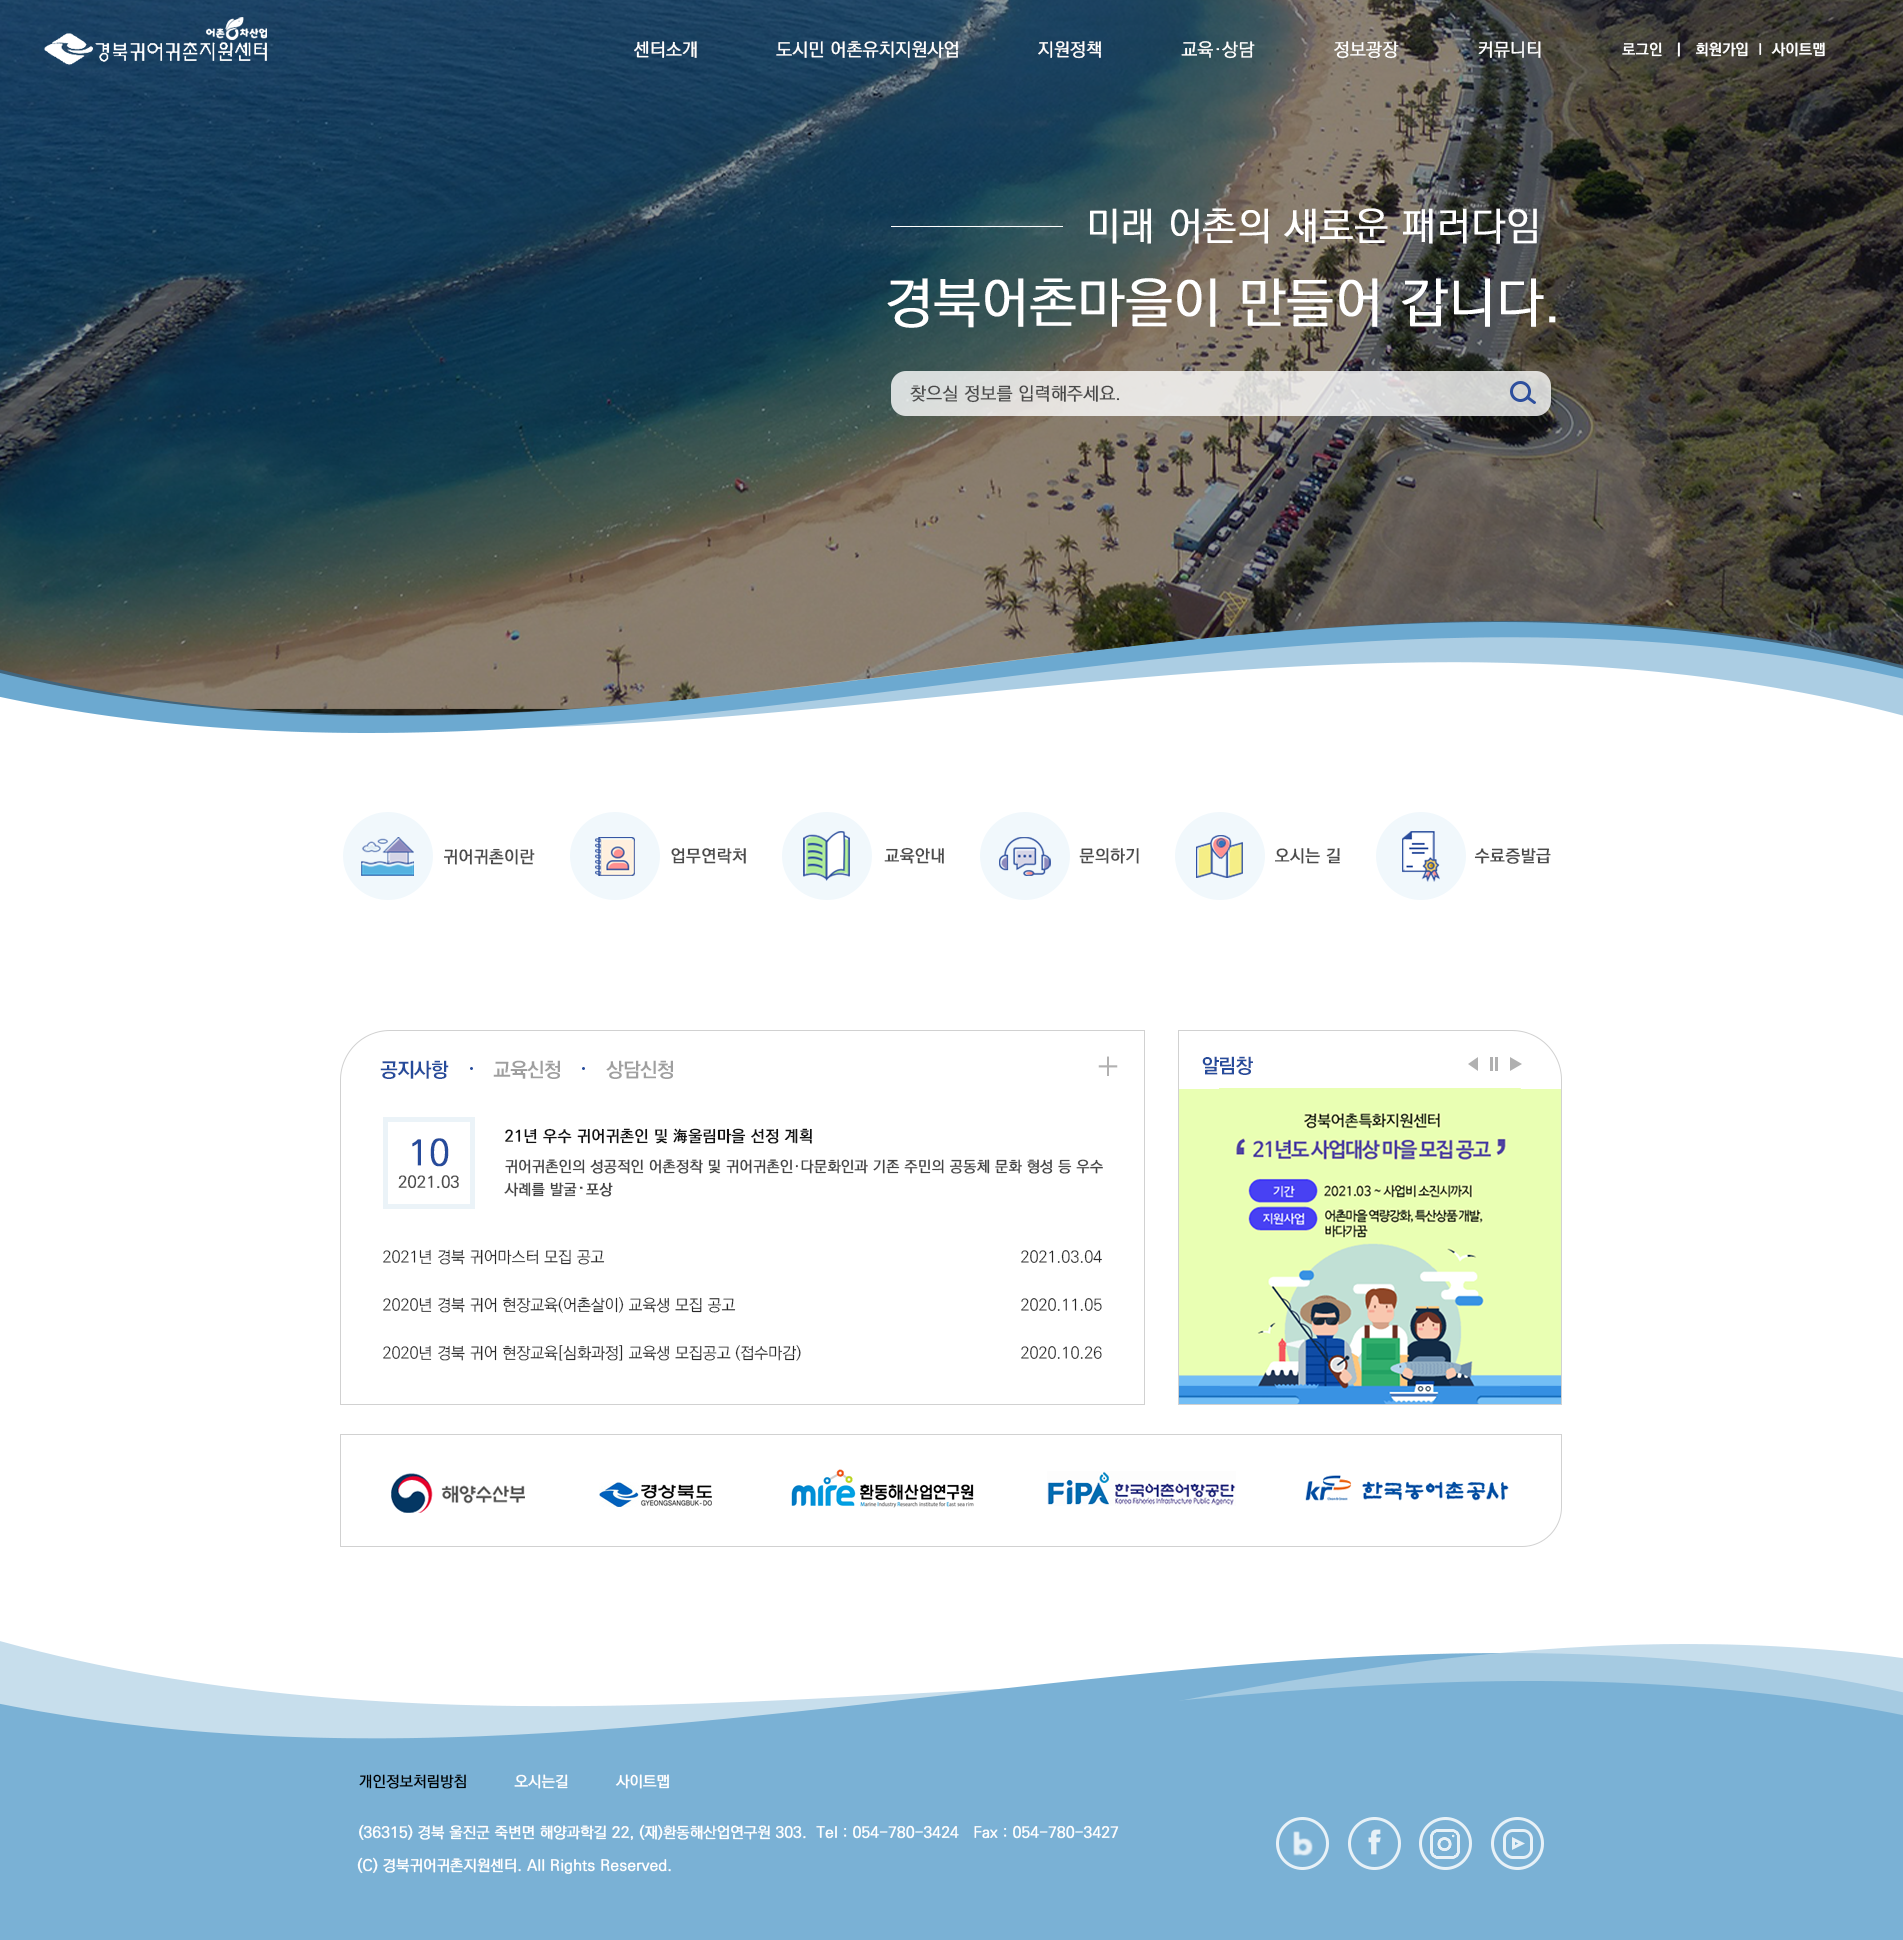 어촌6차산업
경북귀어귀촌지원센터
센터소개
도시민 어촌유치지원사업
지원정책
교육·상담
정보광장
커뮤니티
로그인 | 회원가입 | 사이트맵
미래 어촌의 새로운 패러다임
경북어촌마을이 만들어 갑니다.
찾으실 정보를 입력해주세요.
귀어귀촌이란
업무연락처
교육안내
문의하기
오시는 길
수료증발급
공지사항 · 교육신청 · 상담신청
10
2021.03
21년 우수 귀어귀촌인 및 海울림마을 선정 계획
귀어귀촌인의 성공적인 어촌정착 및 귀어귀촌인·다문화인과 기존 주민의 공동체 문화 형성 등 우수
사례를 발굴·포상
2021년 경북 귀어마스터 모집 공고 2021.03.04
2020년 경북 귀어 현장교육(어촌살이) 교육생 모집 공고 2020.11.05
2020년 경북 귀어 현장교육[심화과정] 교육생 모집공고 (접수마감) 2020.10.26
알림창
경북어촌특화지원센터
‘ 21년도 사업대상 마을 모집 공고 ’
기간 2021.03 ~ 사업비 소진시까지
지원사업 어촌마을 역량강화, 특산상품 개발,
바다가꿈
해양수산부
경상북도
GYEONGSANGBUK-DO
mire 환동해산업연구원
Marine Industry Research Institute for East sea rim
FiPA 한국어촌어항공단
Korea Fisheries Infrastructure Public Agency
kr 한국농어촌공사
개인정보처림방침
오시는길
사이트맵
(36315) 경북 울진군 죽변면 해양과학길 22, (재)환동해산업연구원 303. Tel : 054-780-3424 Fax : 054-780-3427
(C) 경북귀어귀촌지원센터. All Rights Reserved.